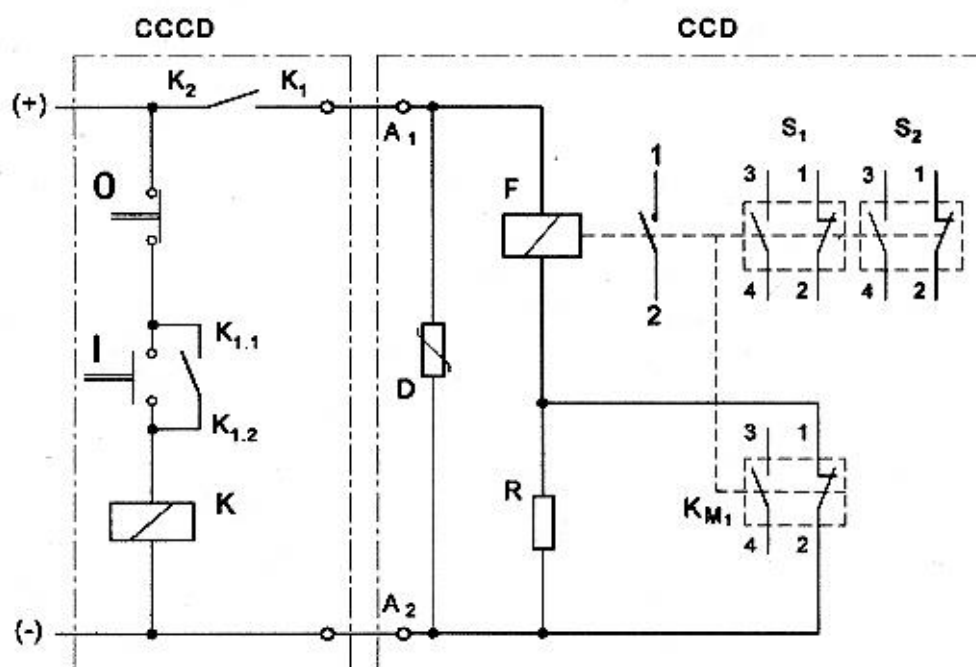 CCCD CCD
K2 K1
(+)
A1
S1 S2
3 1 3 1
1
O
F
4 2 4 2
2
K1.1
I
D
K1.2
3 1
K
R
KM1
4 2
A2
(-)